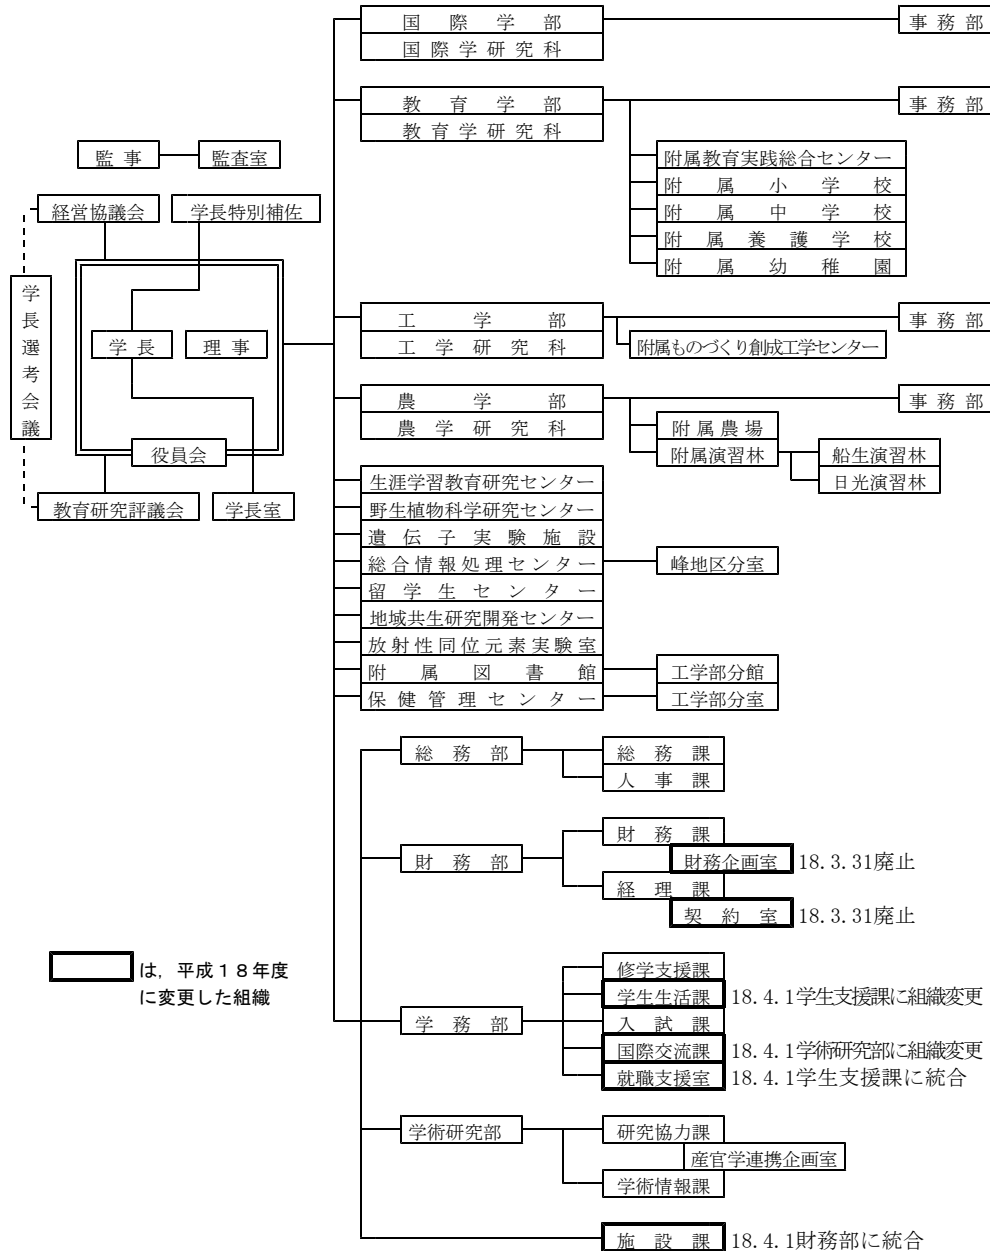 国際学部
事務部
国際学研究科
教育学部
事務部
教育学研究科
監事
監査室
附属教育実践総合センター
附属小学校
附属中学校
附属養護学校
附属幼稚園
経営協議会
学長特別補佐
学長選考会議
学長
理事
役員会
教育研究評議会
学長室
工学部
事務部
工学研究科
附属ものづくり創成工学センター
農学部
事務部
農学研究科
附属農場
附属演習林
船生演習林
日光演習林
生涯学習教育研究センター
野生植物科学研究センター
遺伝子実験施設
総合情報処理センター
峰地区分室
留学生センター
地域共生研究開発センター
放射性同位元素実験室
附属図書館
工学部分館
保健管理センター
工学部分室
総務部
総務課
人事課
財務部
財務課
財務企画室 18.3.31廃止
経理課
契約室 18.3.31廃止
は,平成18年度
に変更した組織
学務部
修学支援課
学生生活課 18.4.1学生支援課に組織変更
入試課
国際交流課 18.4.1学術研究部に組織変更
就職支援室 18.4.1学生支援課に統合
学術研究部
研究協力課
産官学連携企画室
学術情報課
施設課 18.4.1財務部に統合